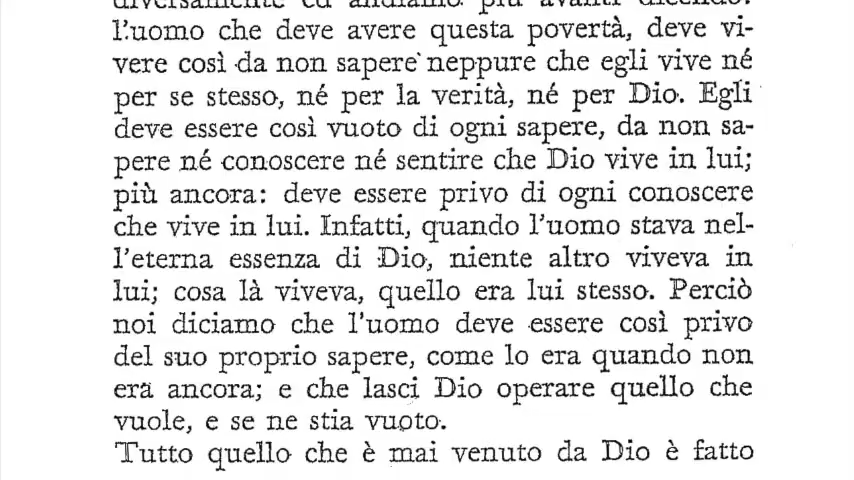 diversamente ed andiamo più avanti dicendo:
l'uomo che deve avere questa povertà, deve vi-
vere così da non sapere neppure che egli vive né
per se stesso, né per la verità, né per Dio. Egli
deve essere così vuoto di ogni sapere, da non sa-
pere né conoscere né sentire che Dio vive in lui;
più ancora: deve essere privo di ogni conoscere
che vive in lui. Infatti, quando l'uomo stava nel-
l'eterna essenza di Dio, niente altro viveva in
lui; cosa là viveva, quello era lui stesso. Perciò
noi diciamo che l'uomo deve essere così privo
del suo proprio sapere, come lo era quando non
era ancora; e che lasci Dio operare quello che
vuole, e se ne stia vuoto.
Tutto quello che è mai venuto da Dio è fatto